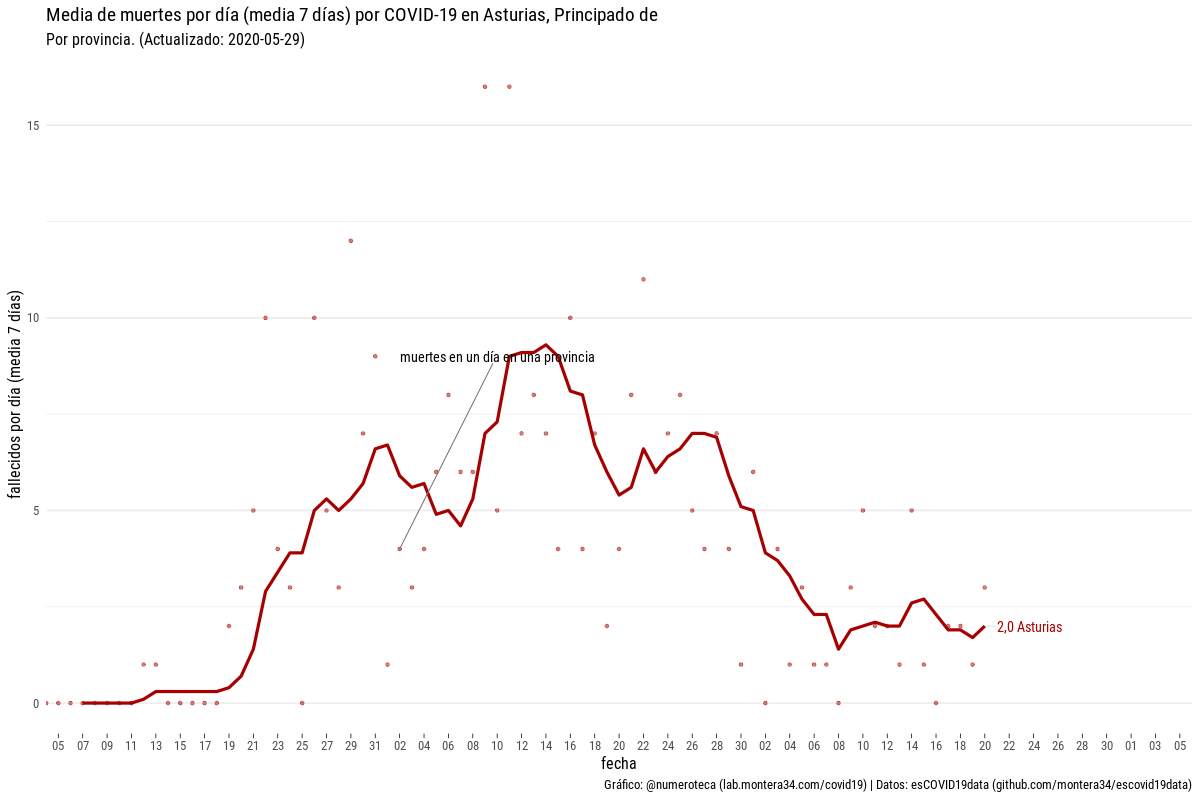 Media de muertes por día (media 7 días) por COVID-19 en Asturias, Principado de
Por provincia. (Actualizado: 2020-05-29)
fallecidos por día (media 7 días)
15
10
5
0
muertes en un día en una provincia
2,0 Asturias
05 07 09 11 13 15 17 19 21 23 25 27 29 31 02 04 06 08 10 12 14 16 18 20 22 24 26 28 30 02 04 06 08 10 12 14 16 18 20 22 24 26 28 30 01 03 05
fecha
Gráfico: @numeroteca (lab.montera34.com/covid19) | Datos: esCOVID19data (github.com/montera34/escovid19data)